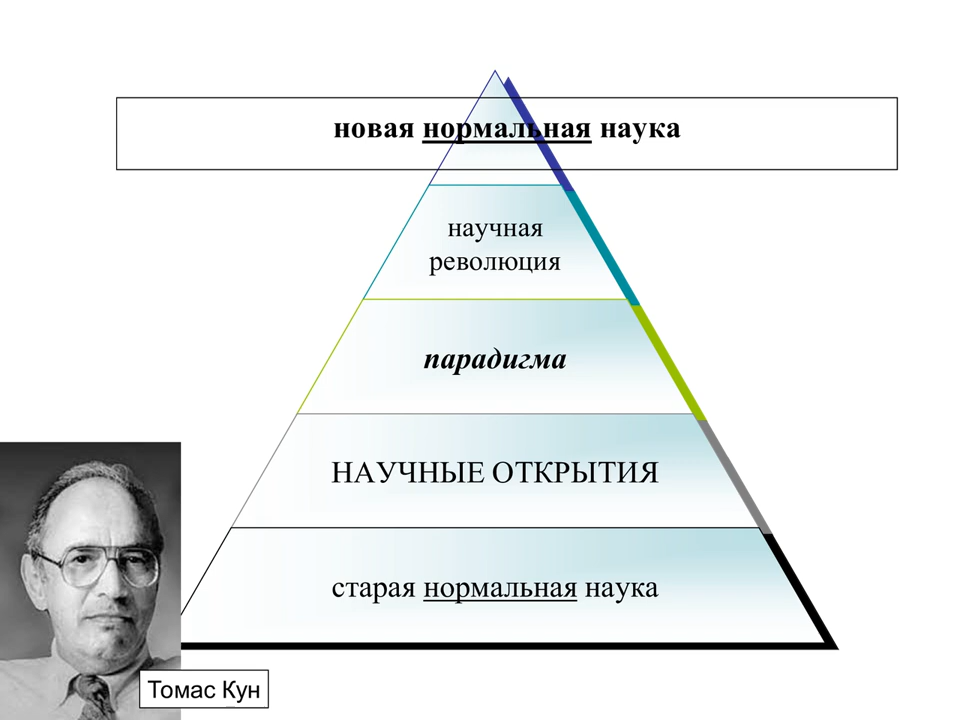 новая нормальная наука
научная
революция
парадигма
НАУЧНЫЕ ОТКРЫТИЯ
старая нормальная наука
Томас Кун